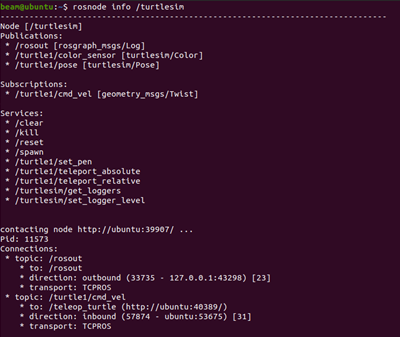 beam@ubuntu:~$ rosnode info /turtlesim
--------------------------------------------------------------------------------
Node [/turtlesim]
Publications:
 * /rosout [rosgraph_msgs/Log]
 * /turtle1/color_sensor [turtlesim/Color]
 * /turtle1/pose [turtlesim/Pose]

Subscriptions:
 * /turtle1/cmd_vel [geometry_msgs/Twist]

Services:
 * /clear
 * /kill
 * /reset
 * /spawn
 * /turtle1/set_pen
 * /turtle1/teleport_absolute
 * /turtle1/teleport_relative
 * /turtlesim/get_loggers
 * /turtlesim/set_logger_level


contacting node http://ubuntu:39907/ ...
Pid: 11573
Connections:
 * topic: /rosout
    * to: /rosout
    * direction: outbound (33735 - 127.0.0.1:43298) [23]
    * transport: TCPROS
 * topic: /turtle1/cmd_vel
    * to: /teleop_turtle (http://ubuntu:40389/)
    * direction: inbound (57874 - ubuntu:53675) [31]
    * transport: TCPROS